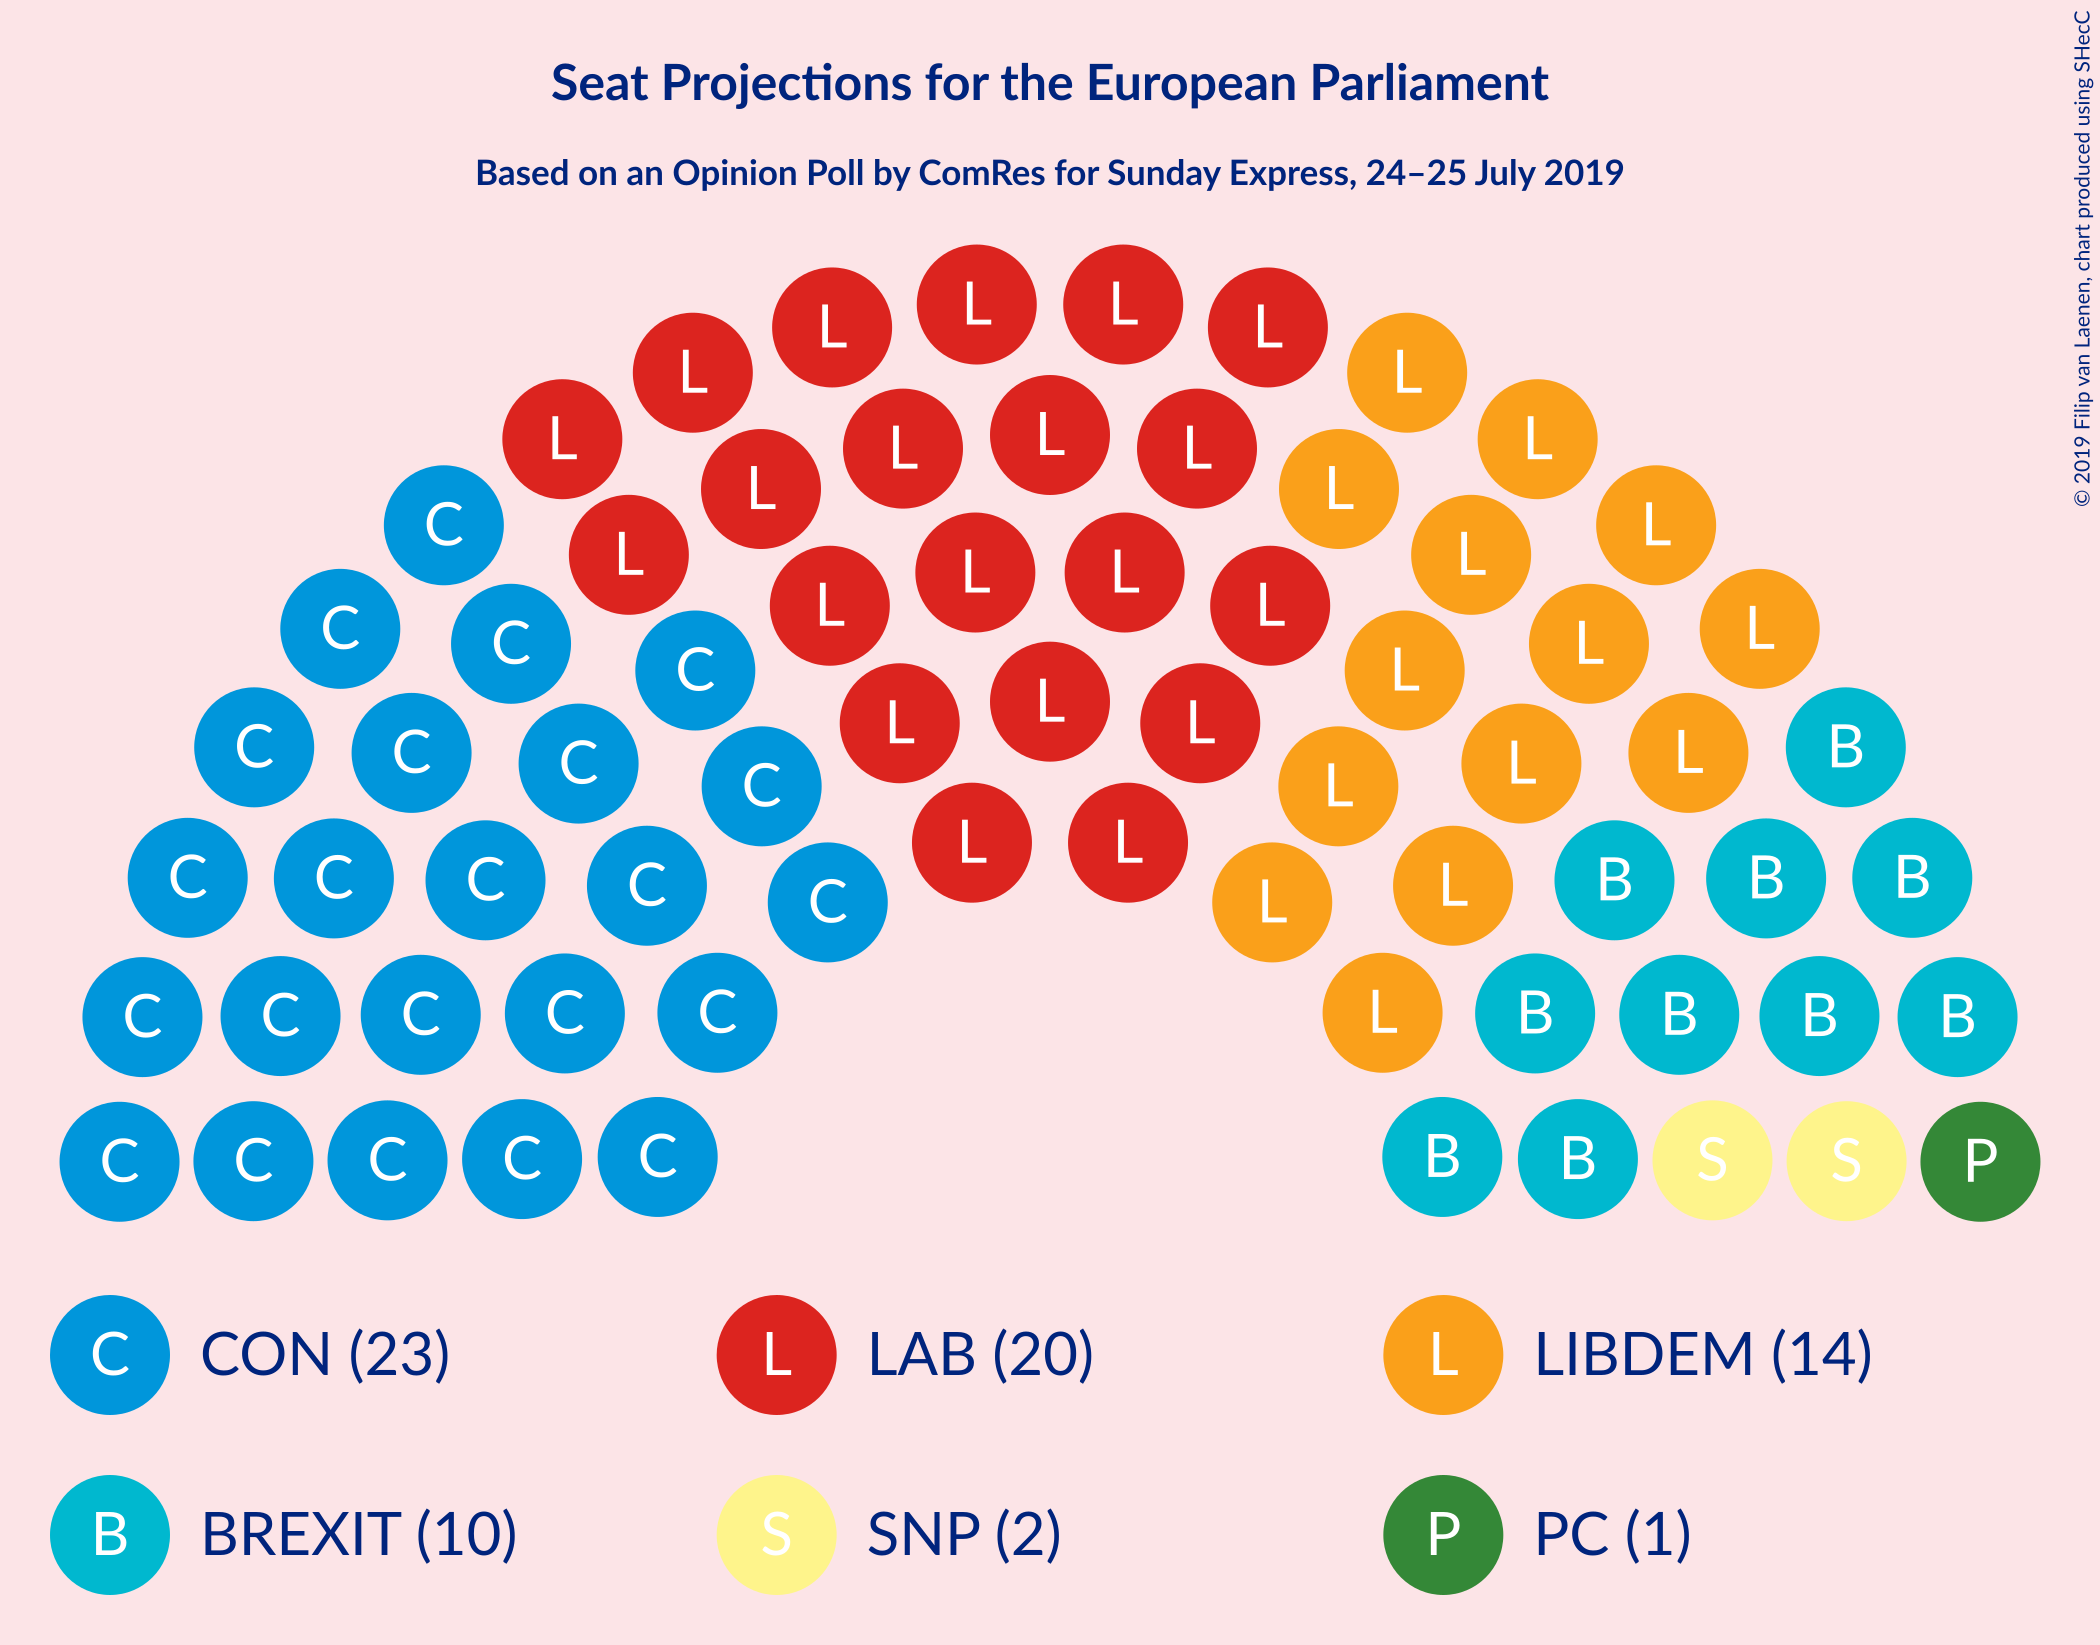 Seat Projections for the European Parliament
Based on an Opinion Poll by ComRes for Sunday Express, 24–25 July 2019
© 2019 Filip van Laenen, chart produced using SHecC
L L L L L
L L
L L L L L L
L L
C L L L L L L
C C C L L L L L L
C C C C L L L L L L B
C C C C C L L L L B B B
C C C C C L B B B B
C C C C C B B S S P
C CON (23)
L LAB (20)
L LIBDEM (14)
B BREXIT (10)
S SNP (2)
P PC (1)